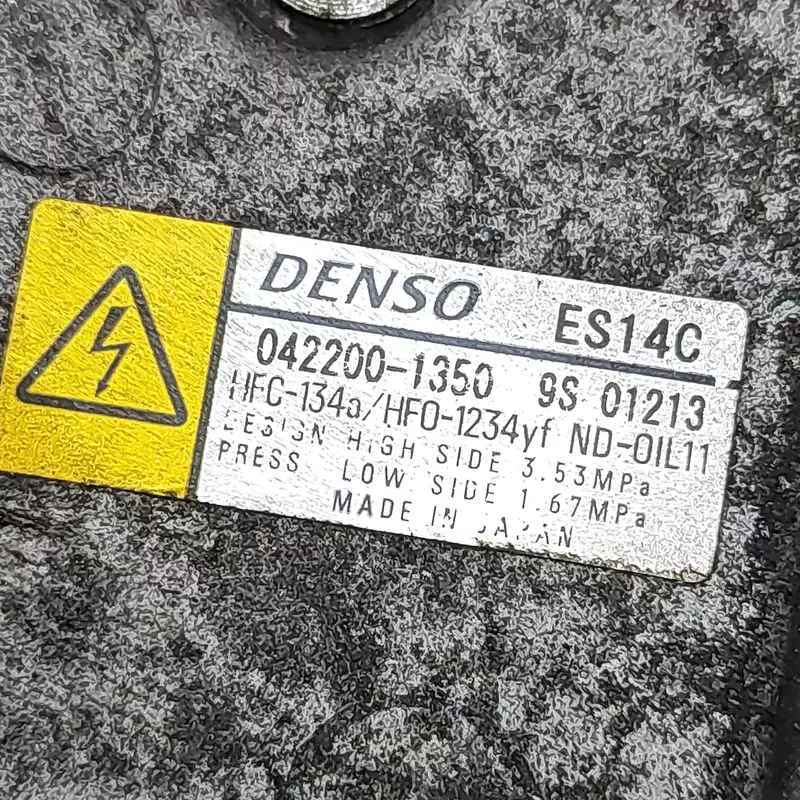 DENSO ES14C
042200-1350 9S 01213
HFC-134a/HFO-1234yf ND-OIL11
DESIGN HIGH SIDE 3.53MPa
PRESS LOW SIDE 1.67MPa
MADE IN JAPAN